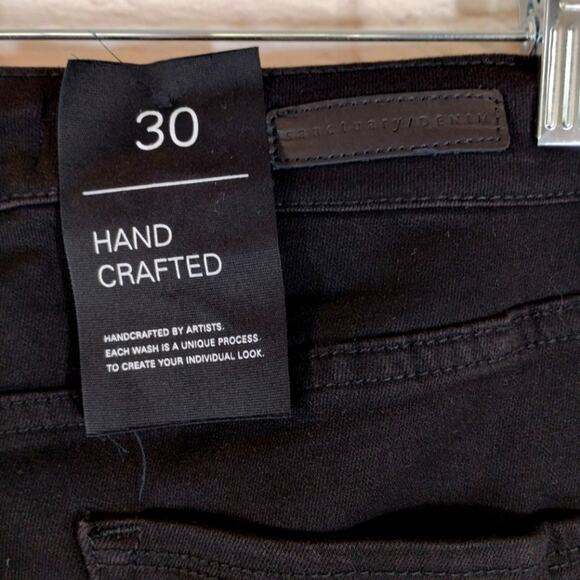 30
sanctuary/DENIM
HAND
CRAFTED
HANDCRAFTED BY ARTISTS.
EACH WASH IS A UNIQUE PROCESS
TO CREATE YOUR INDIVIDUAL LOOK.